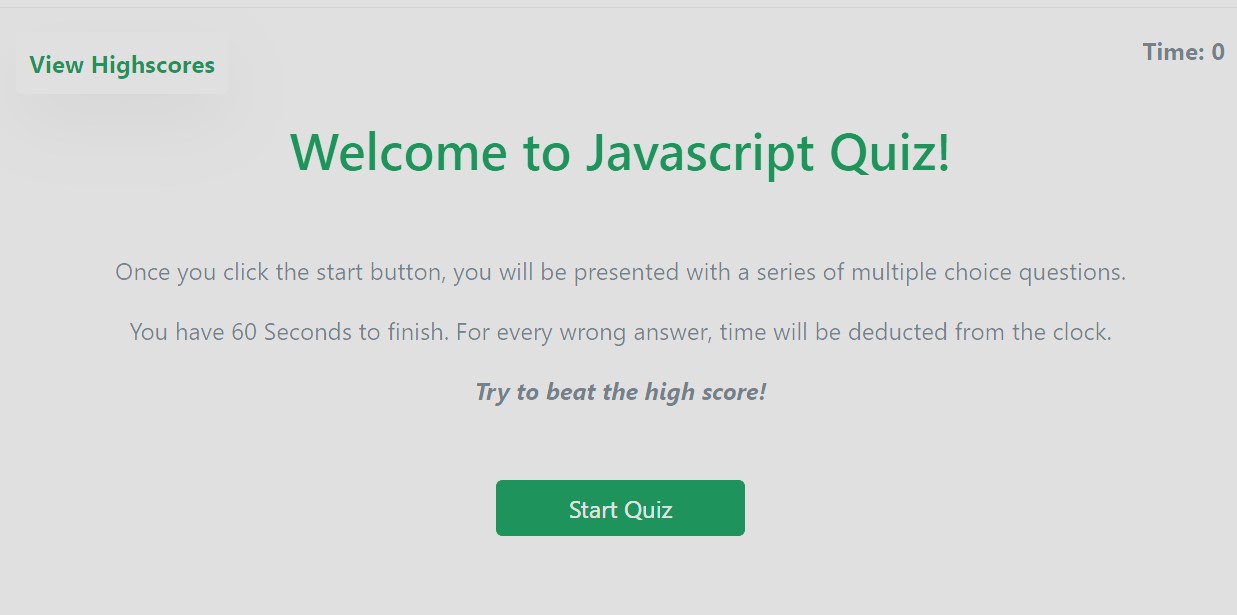 View Highscores
Time: 0
Welcome to Javascript Quiz!
Once you click the start button, you will be presented with a series of multiple choice questions.
You have 60 Seconds to finish. For every wrong answer, time will be deducted from the clock.
Try to beat the high score!
Start Quiz